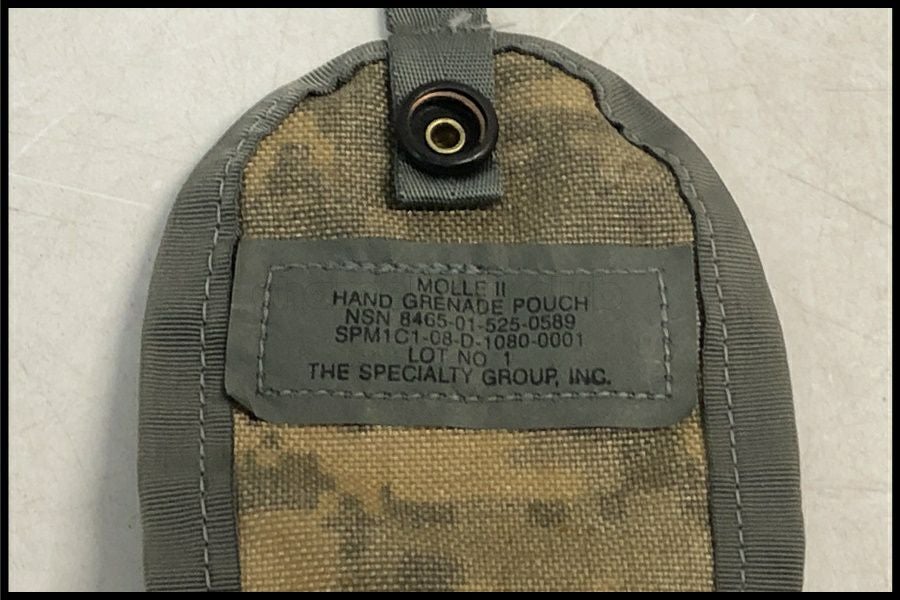 MOLLE II
HAND GRENADE POUCH
NSN 8465-01-525-0589
SPM1C1-08-D-1080-0001
LOT NO 1
THE SPECIALTY GROUP, INC.